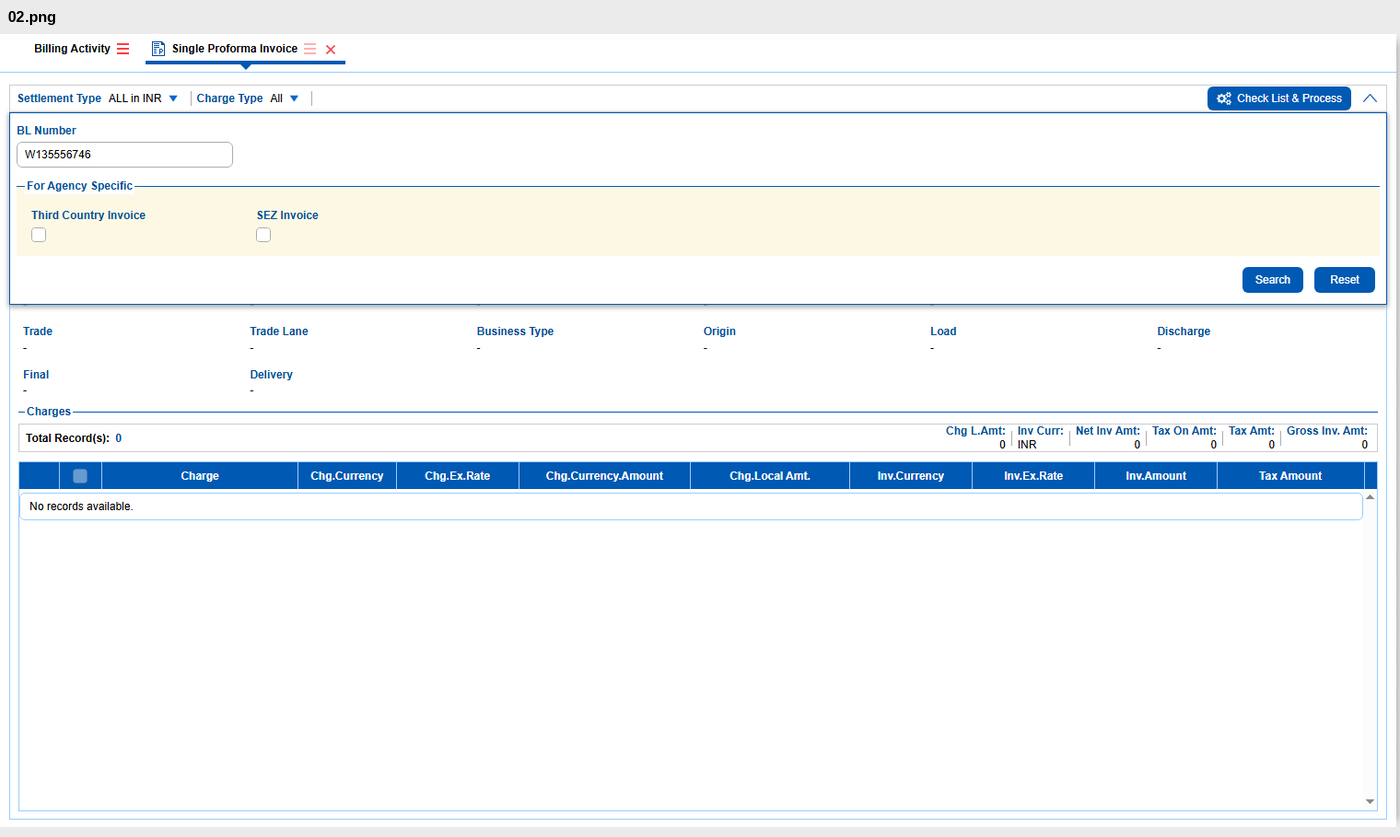 02.png
Billing Activity
Single Proforma Invoice
Settlement Type ALL in INR Charge Type All Check List & Process
BL Number
W135556746
For Agency Specific
Third Country Invoice SEZ Invoice
Search Reset
Trade Trade Lane Business Type Origin Load Discharge
- - - - - -
Final Delivery
- -
Charges
Total Record(s): 0
Chg L.Amt: Inv Curr: Net Inv Amt: Tax On Amt: Tax Amt: Gross Inv. Amt:
0 INR 0 0 0 0
Charge Chg.Currency Chg.Ex.Rate Chg.Currency.Amount Chg.Local Amt. Inv.Currency Inv.Ex.Rate Inv.Amount Tax Amount
No records available.